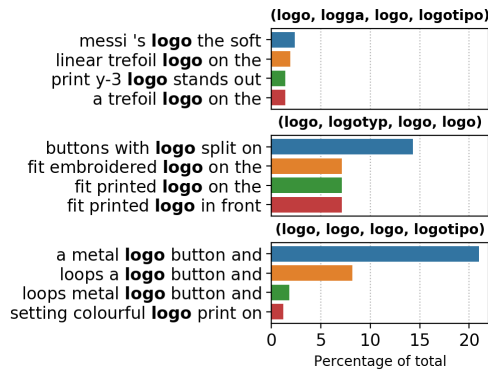 (logo, logga, logo, logotipo)
messi 's logo the soft
linear trefoil logo on the
print y-3 logo stands out
a trefoil logo on the
(logo, logotyp, logo, logo)
buttons with logo split on
fit embroidered logo on the
fit printed logo on the
fit printed logo in front
(logo, logo, logo, logotipo)
a metal logo button and
loops a logo button and
loops metal logo button and
setting colourful logo print on
0 5 10 15 20
Percentage of total